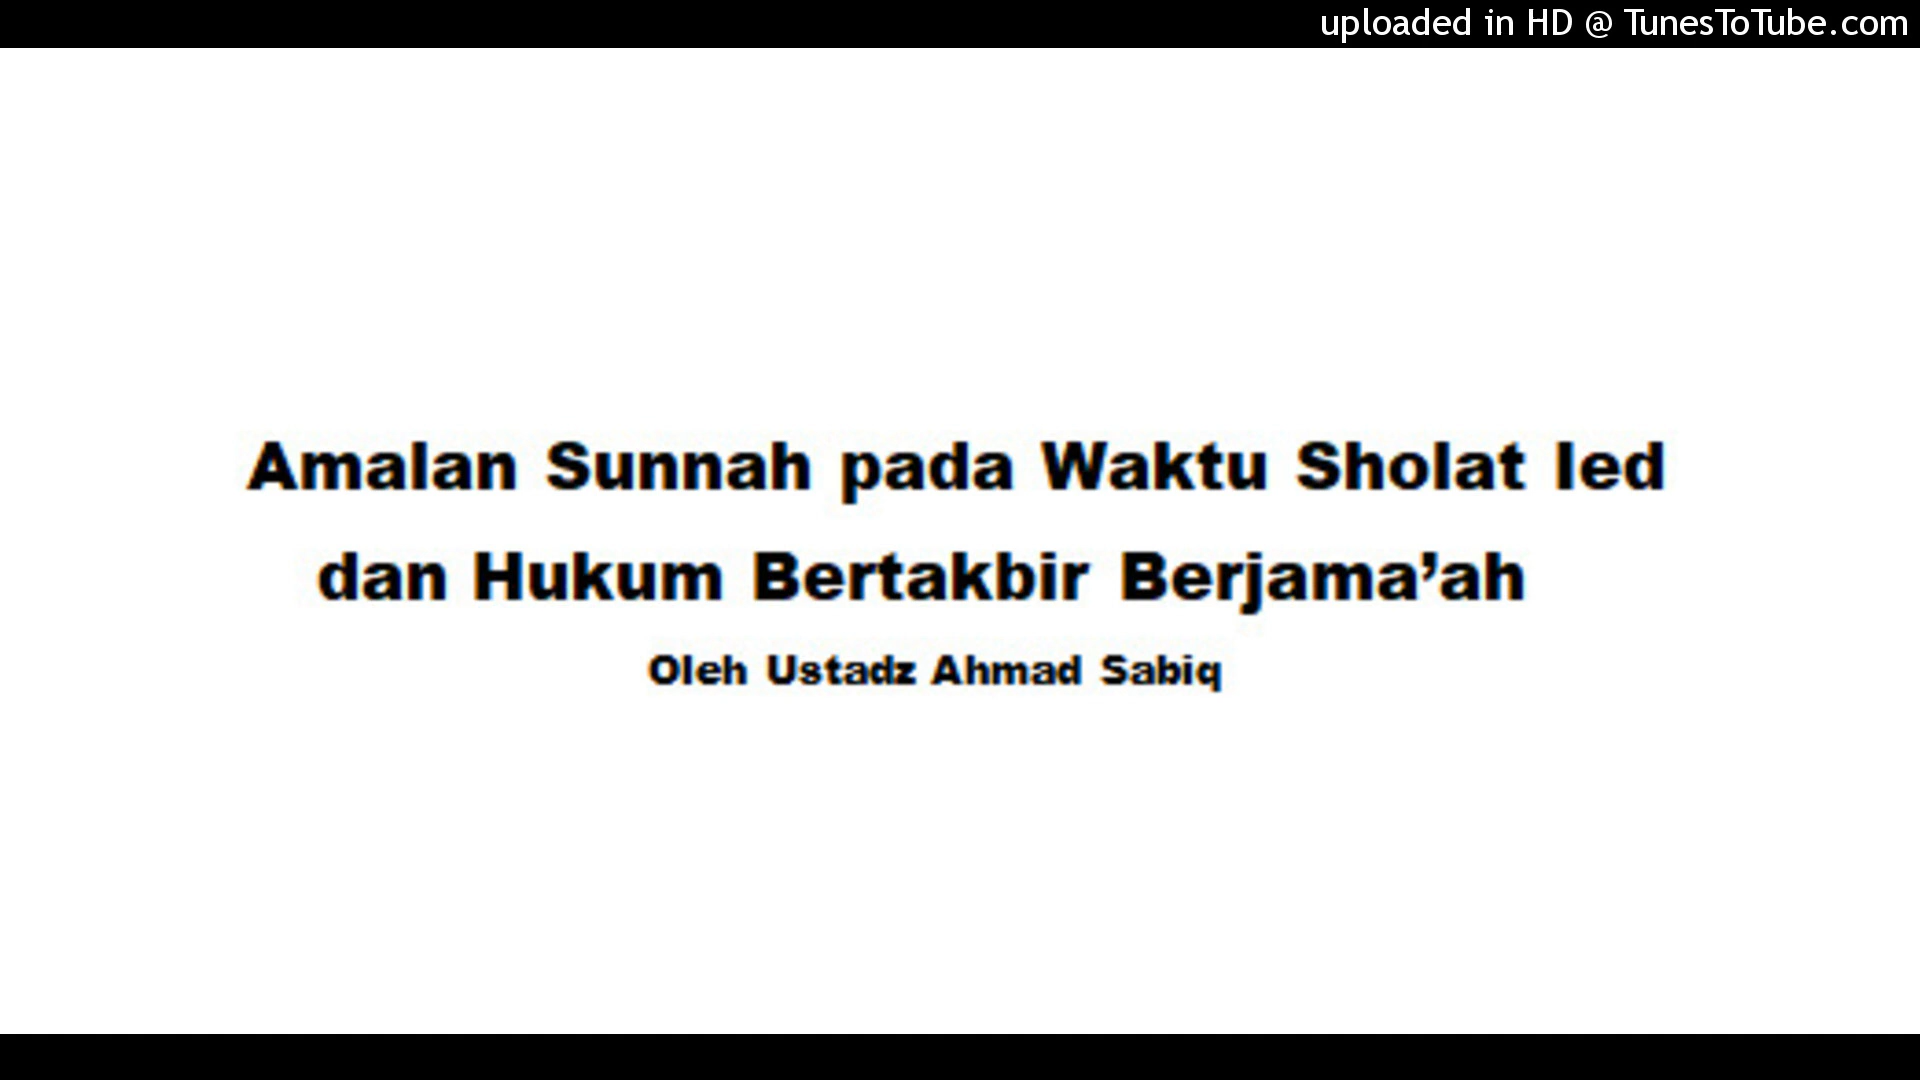 uploaded in HD @ TunesToTube.com
Amalan Sunnah pada Waktu Sholat Ied
dan Hukum Bertakbir Berjama’ah
Oleh Ustadz Ahmad Sabiq